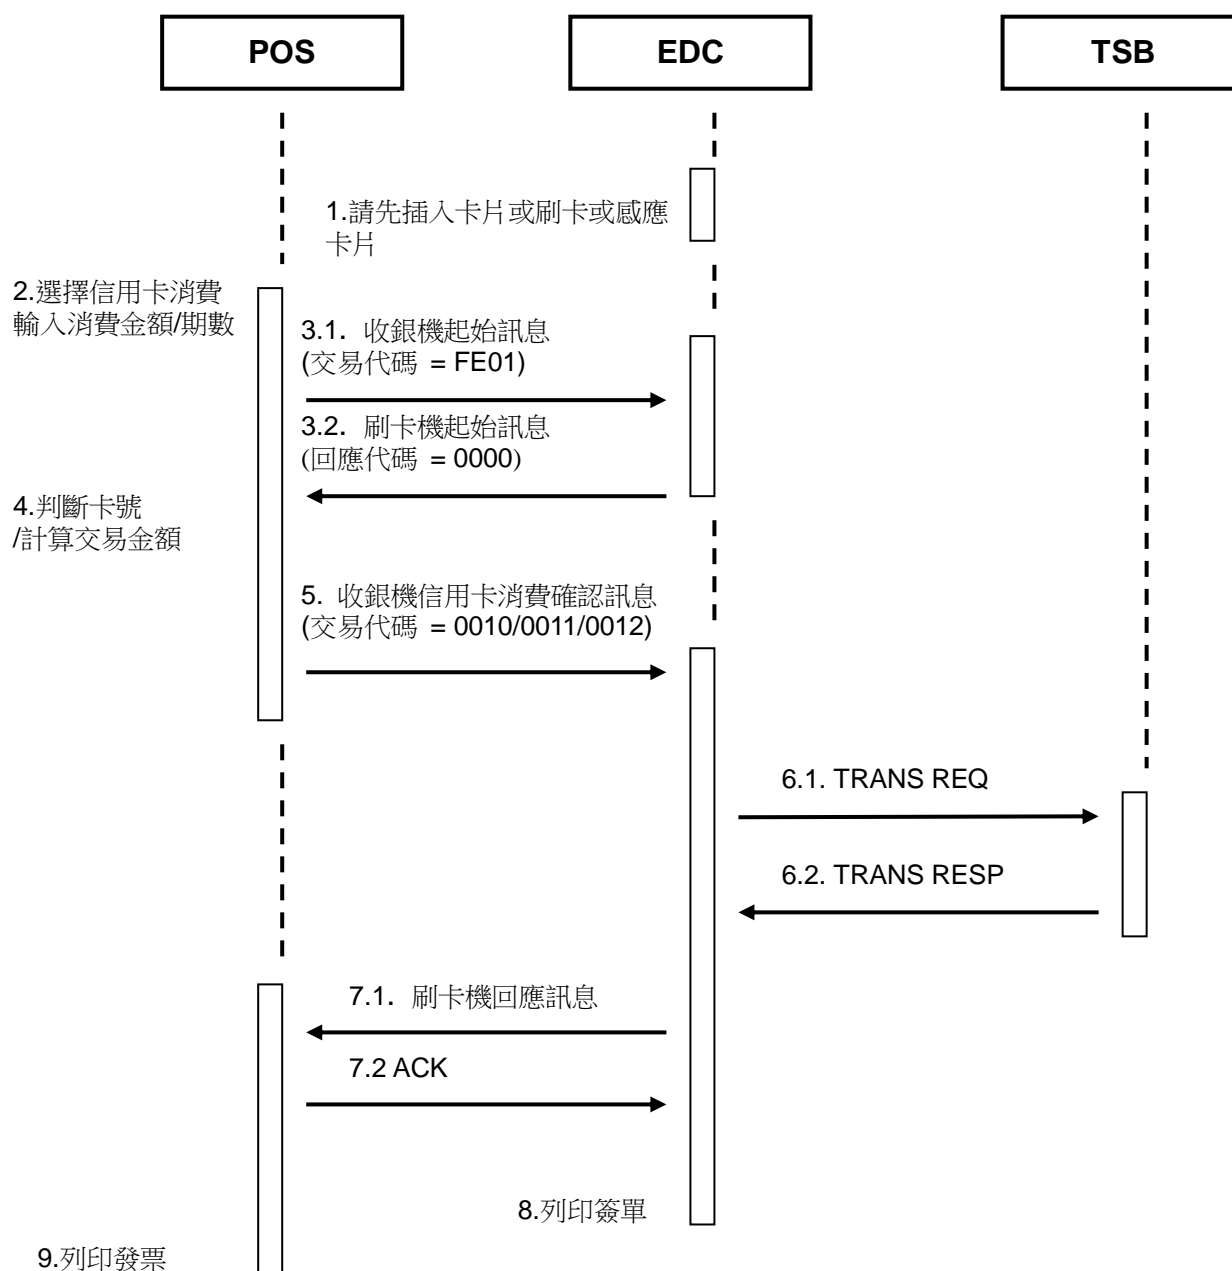 POS
EDC
TSB
1.請先插入卡片或刷卡或感應
卡片
2.選擇信用卡消費
輸入消費金額/期數
3.1. 收銀機起始訊息
(交易代碼 = FE01)
3.2. 刷卡機起始訊息
(回應代碼 = 0000)
4.判斷卡號
/計算交易金額
5. 收銀機信用卡消費確認訊息
(交易代碼 = 0010/0011/0012)
6.1. TRANS REQ
6.2. TRANS RESP
7.1. 刷卡機回應訊息
7.2 ACK
8.列印簽單
9.列印發票